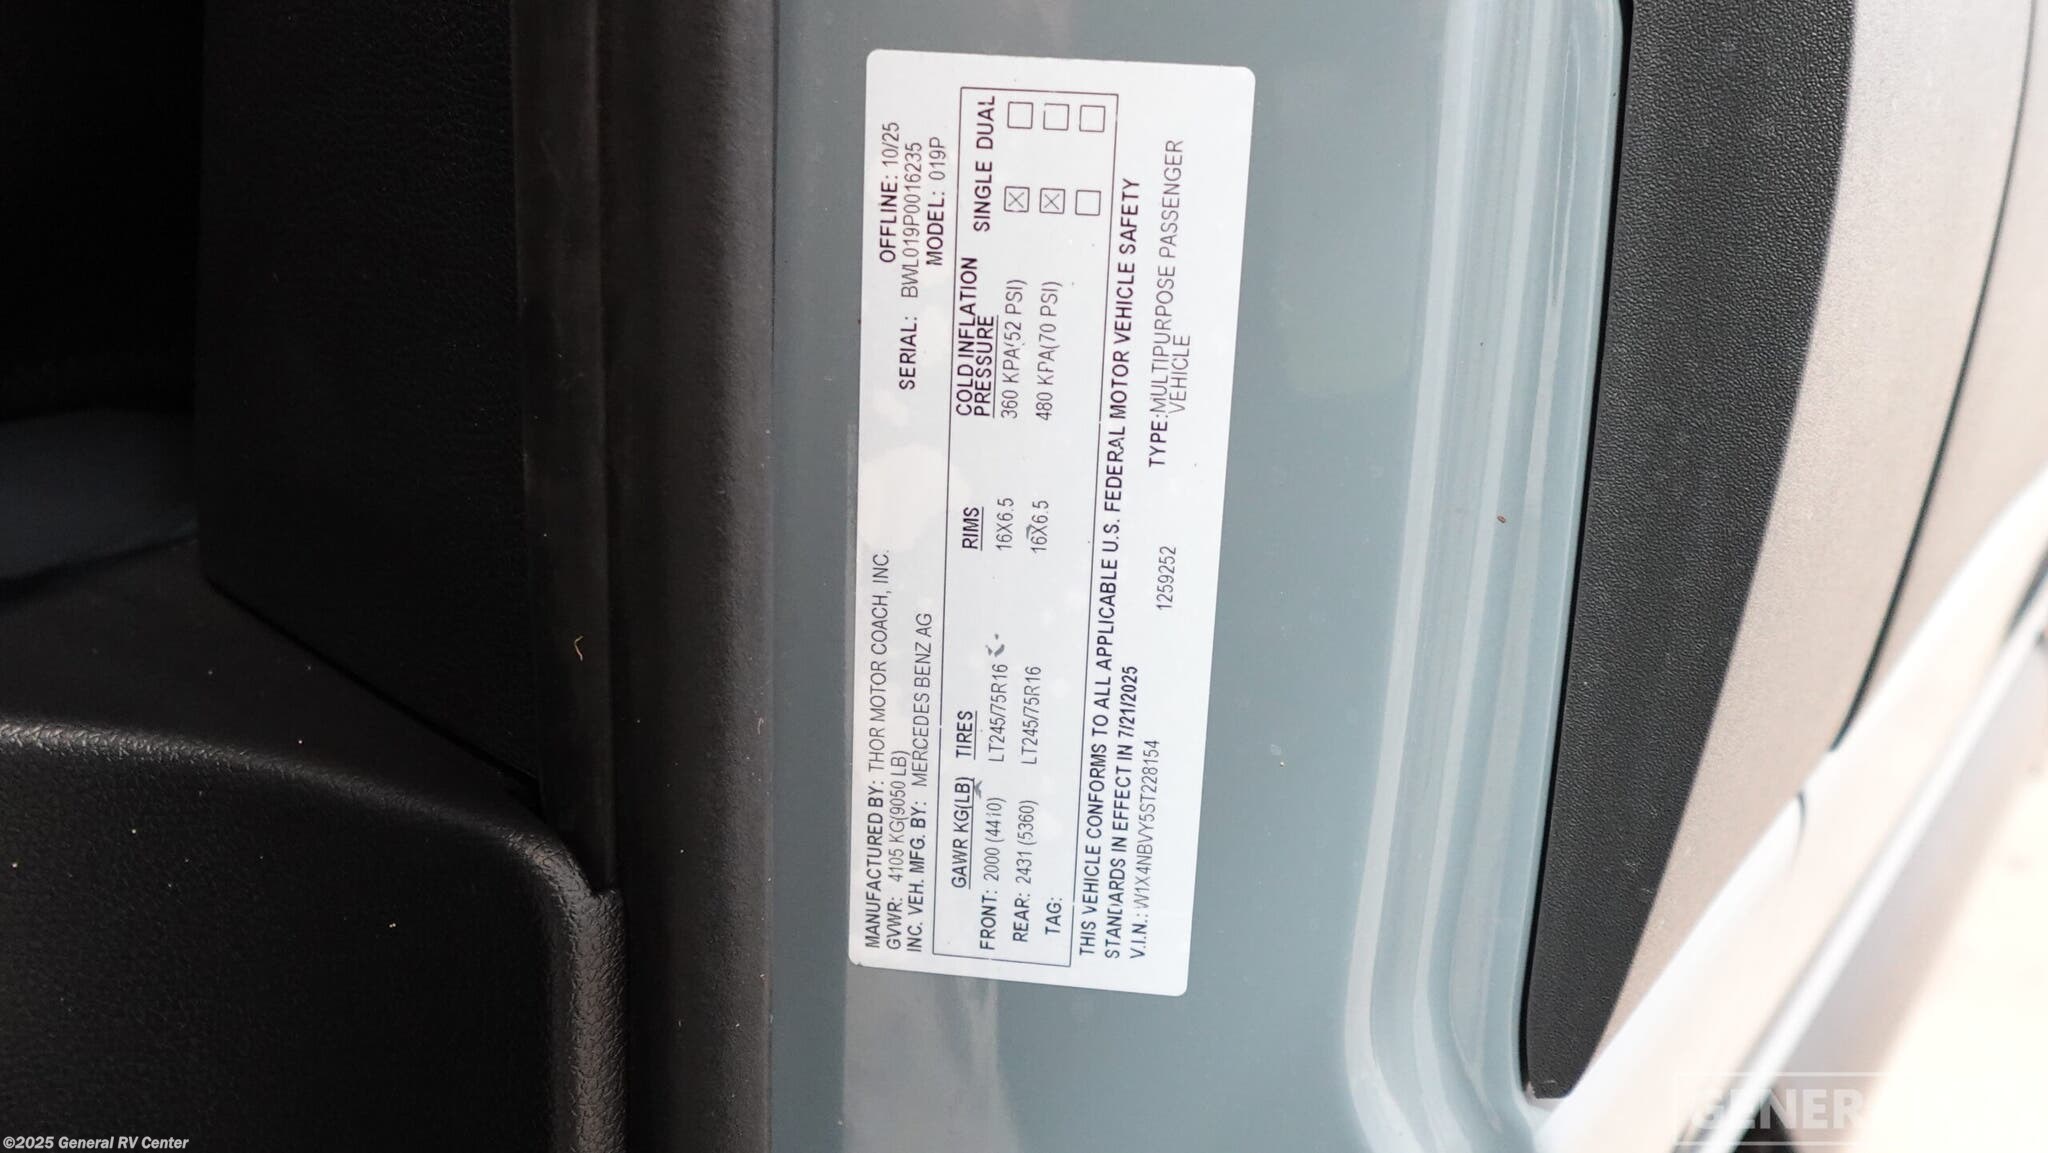 MANUFACTURED BY: THOR MOTOR COACH, INC. OFFLINE: 10/25
GVWR: 4105 KG(9050 LB) SERIAL: BWL019P0016235
INC. VEH. MFG. BY: MERCEDES BENZ AG MODEL: 019P
GAWR KG(LB) TIRES RIMS COLD INFLATION PRESSURE SINGLE DUAL
FRONT: 2000 (4410) LT245/75R16 16X6.5 360 KPA(52 PSI) ☒ ☐
REAR: 2431 (5360) LT245/75R16 16X6.5 480 KPA(70 PSI) ☒ ☐
TAG: ☐ ☐
THIS VEHICLE CONFORMS TO ALL APPLICABLE U.S. FEDERAL MOTOR VEHICLE SAFETY
STANDARDS IN EFFECT IN 7/21/2025
V.I.N.: W1X4NBVY5ST228154 1259252 TYPE:MULTIPURPOSE PASSENGER
VEHICLE
GENER
©2025 General RV Center